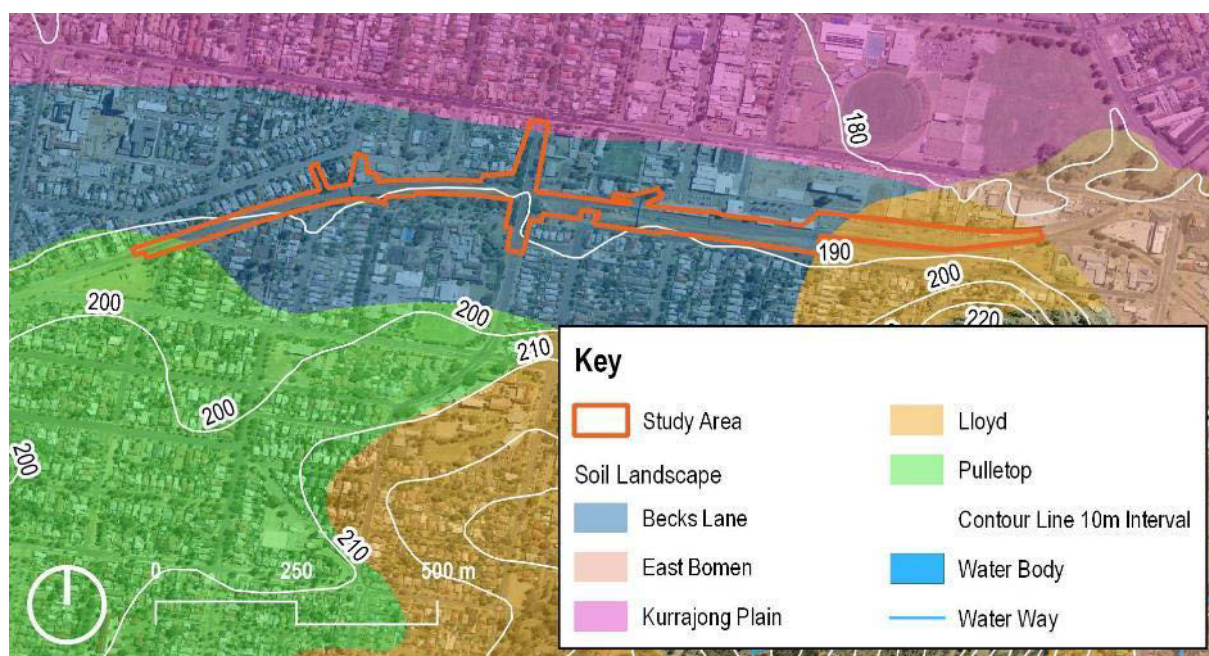 180
190
200
220
200
200
210
200
200
210
0 250 500 m
Key
Study Area
Soil Landscape
Becks Lane
East Bomen
Kurrajong Plain
Lloyd
Pulletop
Contour Line 10m Interval
Water Body
Water Way